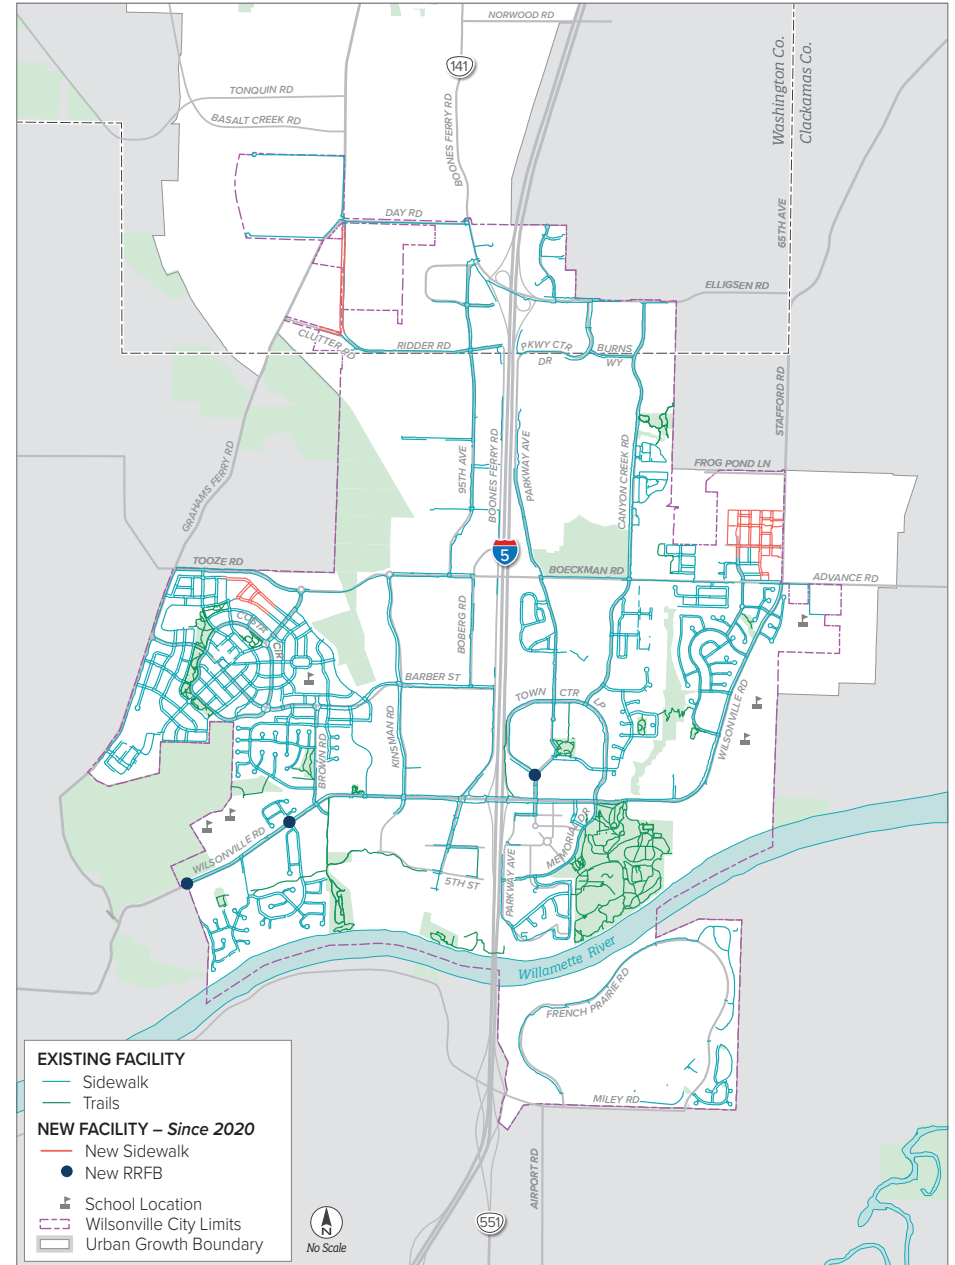 NORWOOD RD
141
Washington Co.
Clackamas Co.
TONQUIN RD
BASALT CREEK RD
BOONES FERRY RD
DAY RD
65TH AVE
ELLIGSEN RD
CLUTTER RD
RIDDER RD
PKWY CTR
DR
BURNS
WY
STAFFORD RD
GRAHAMS FERRY RD
95TH AVE
BOONES FERRY RD
PARKWAY AVE
CANYON CREEK RD
FROG POND LN
5
TOOZE RD
BOECKMAN RD
ADVANCE RD
COSTA CIR
BOBERG RD
BARBER ST
TOWN CTR LP
KINSMAN RD
BROWN RD
WILSONVILLE RD
WILSONVILLE RD
MEMORIAL DR
PARKWAY AVE
5TH ST
Willamette River
FRENCH PRAIRIE RD
MILEY RD
AIRPORT RD
551
EXISTING FACILITY
Sidewalk
Trails
NEW FACILITY – Since 2020
New Sidewalk
New RRFB
School Location
Wilsonville City Limits
Urban Growth Boundary
N
No Scale